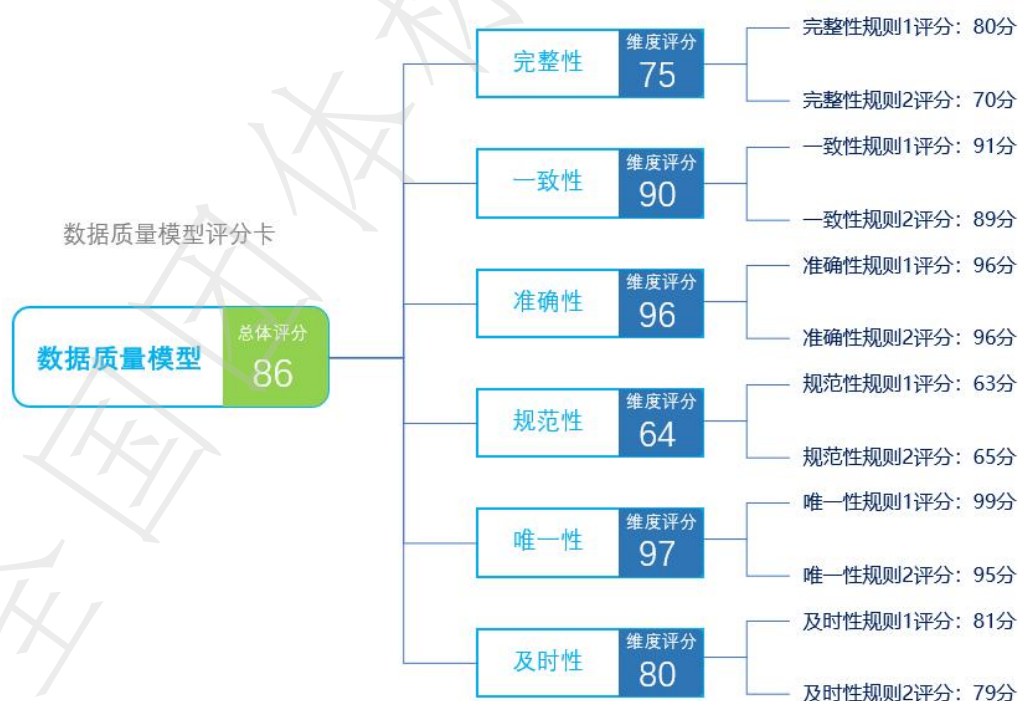 数据质量模型评分卡
数据质量模型
总体评分
86
完整性
维度评分
75
完整性规则1评分：80分
完整性规则2评分：70分
一致性
维度评分
90
一致性规则1评分：91分
一致性规则2评分：89分
准确性
维度评分
96
准确性规则1评分：96分
准确性规则2评分：96分
规范性
维度评分
64
规范性规则1评分：63分
规范性规则2评分：65分
唯一性
维度评分
97
唯一性规则1评分：99分
唯一性规则2评分：95分
及时性
维度评分
80
及时性规则1评分：81分
及时性规则2评分：79分
全国团体